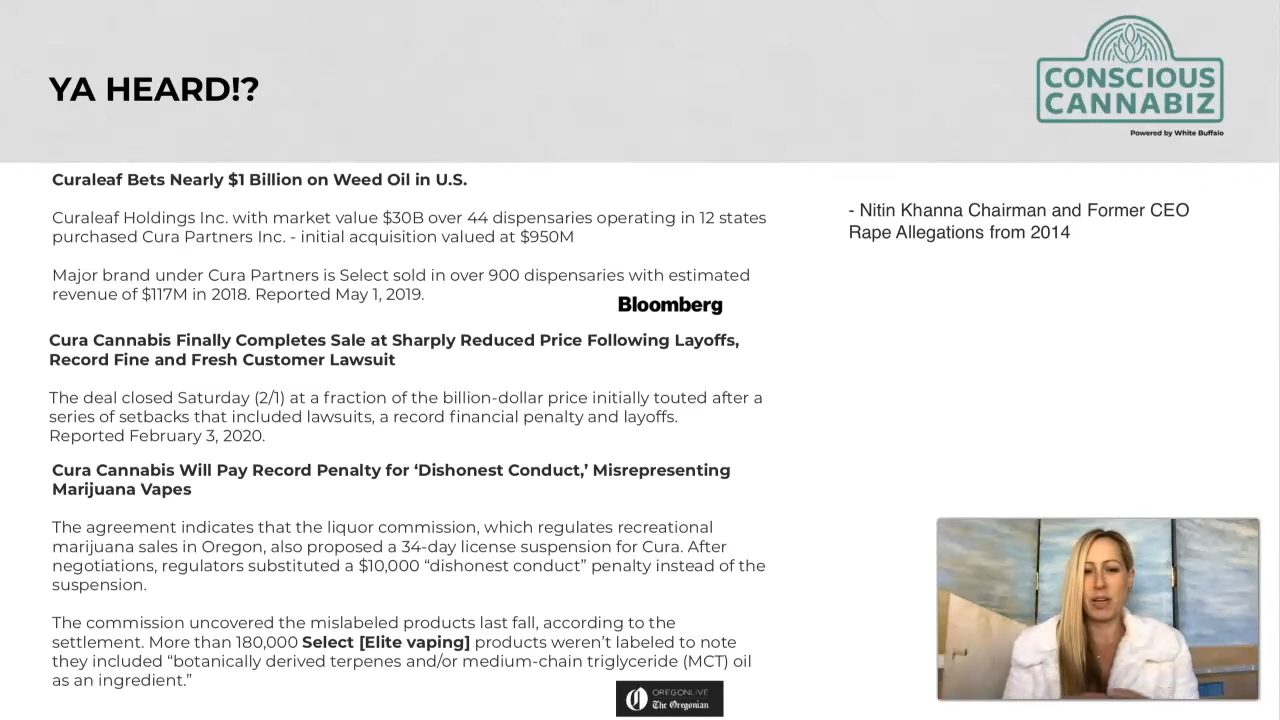 YA HEARD!?
CONSCIOUS
CANNABIZ
Powered by White Buffalo
Curaleaf Bets Nearly $1 Billion on Weed Oil in U.S.
Curaleaf Holdings Inc. with market value $30B over 44 dispensaries operating in 12 states
purchased Cura Partners Inc. - initial acquisition valued at $950M
Major brand under Cura Partners is Select sold in over 900 dispensaries with estimated
revenue of $117M in 2018. Reported May 1, 2019.
Bloomberg
Cura Cannabis Finally Completes Sale at Sharply Reduced Price Following Layoffs,
Record Fine and Fresh Customer Lawsuit
The deal closed Saturday (2/1) at a fraction of the billion-dollar price initially touted after a
series of setbacks that included lawsuits, a record financial penalty and layoffs.
Reported February 3, 2020.
Cura Cannabis Will Pay Record Penalty for ‘Dishonest Conduct,’ Misrepresenting
Marijuana Vapes
The agreement indicates that the liquor commission, which regulates recreational
marijuana sales in Oregon, also proposed a 34-day license suspension for Cura. After
negotiations, regulators substituted a $10,000 “dishonest conduct” penalty instead of the
suspension.
The commission uncovered the mislabeled products last fall, according to the
settlement. More than 180,000 Select [Elite vaping] products weren’t labeled to note
they included “botanically derived terpenes and/or medium-chain triglyceride (MCT) oil
as an ingredient.”
O
OREGONLIVE
The Oregonian
- Nitin Khanna Chairman and Former CEO
Rape Allegations from 2014